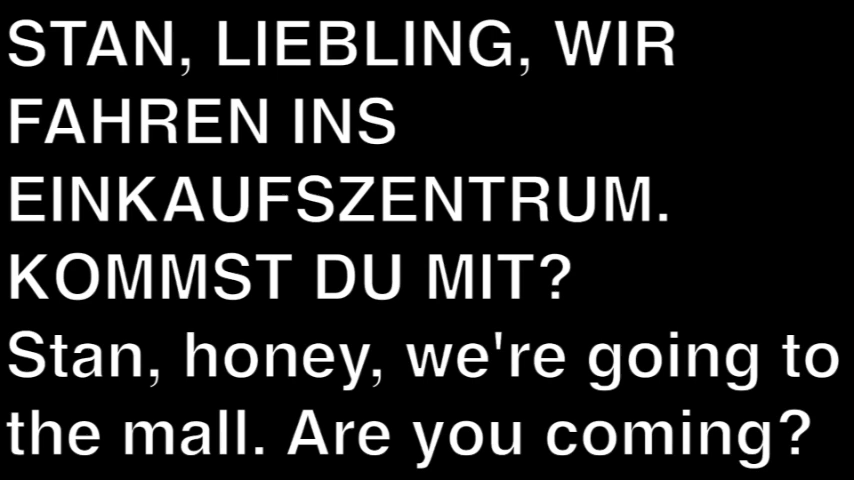 STAN, LIEBLING, WIR
FAHREN INS
EINKAUFSZENTRUM.
KOMMST DU MIT?
Stan, honey, we're going to
the mall. Are you coming?